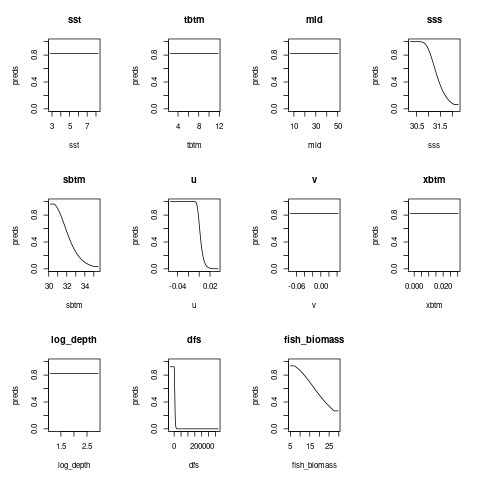 sst tbtm mld sss
preds 0.0 0.4 0.8 preds 0.0 0.4 0.8 preds 0.0 0.4 0.8 preds 0.0 0.4 0.8
3 5 7 4 8 12 10 30 50 30.5 31.5
sst tbtm mld sss
sbtm u v xbtm
preds 0.0 0.4 0.8 preds 0.0 0.4 0.8 preds 0.0 0.4 0.8 preds 0.0 0.4 0.8
30 32 34 -0.04 0.02 -0.06 0.00 0.000 0.020
sbtm u v xbtm
log_depth dfs fish_biomass
preds 0.0 0.4 0.8 preds 0.0 0.4 0.8 preds 0.0 0.4 0.8
1.5 2.5 0 200000 5 15 25
log_depth dfs fish_biomass